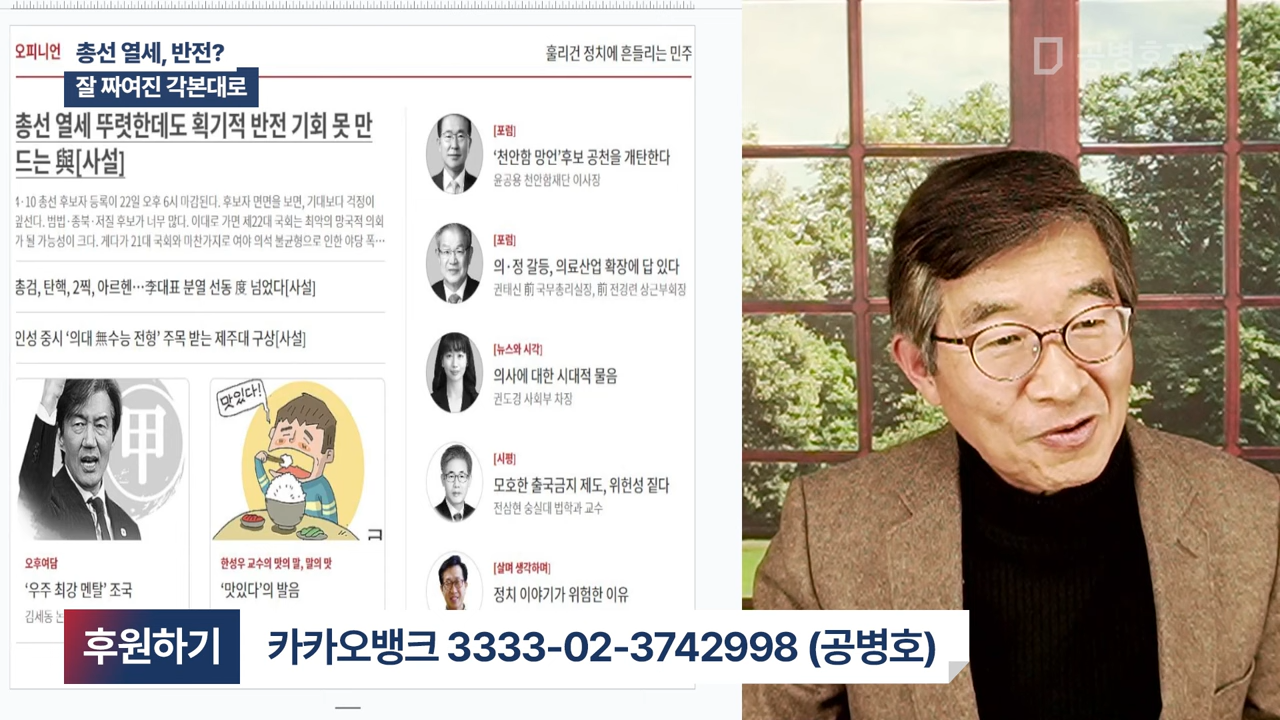 오피니언
총선 열세, 반전?
잘 짜여진 각본대로
훌리건 정치에 흔들리는 민주
총선 열세 뚜렷한데도 획기적 반전 기회 못 만
드는 與[사설]
4·10 총선 후보자 등록이 22일 오후 6시 마감된다. 후보자 면면을 보면, 기대보다 걱정이
앞선다. 범법·종북·저질 후보가 너무 많다. 이대로 가면 제22대 국회는 최악의 망국적 의회
가 될 가능성이 크다. 게다가 21대 국회와 마찬가지로 여야 의석 불균형으로 인한 야당 폭…
총검, 탄핵, 2찍, 아르헨…李대표 분열 선동 度 넘었다[사설]
인성 중시 ‘의대 無수능 전형’ 주목 받는 제주대 구상[사설]
甲
맛있다!
오후여담
‘우주 최강 멘탈’ 조국
김세동 논
한성우 교수의 맛의 말, 말의 맛
‘맛있다’의 발음
[포럼]
‘천안함 망언’후보 공천을 개탄한다
윤공용 천안함재단 이사장
[포럼]
의·정 갈등, 의료산업 확장에 답 있다
권태신 前 국무총리실장, 前 전경련 상근부회장
[뉴스와 시각]
의사에 대한 시대적 물음
권도경 사회부 차장
[시평]
모호한 출국금지 제도, 위헌성 짙다
전삼현 숭실대 법학과 교수
[살며 생각하며]
정치 이야기가 위험한 이유
공병호TV
후원하기
카카오뱅크 3333-02-3742998 (공병호)